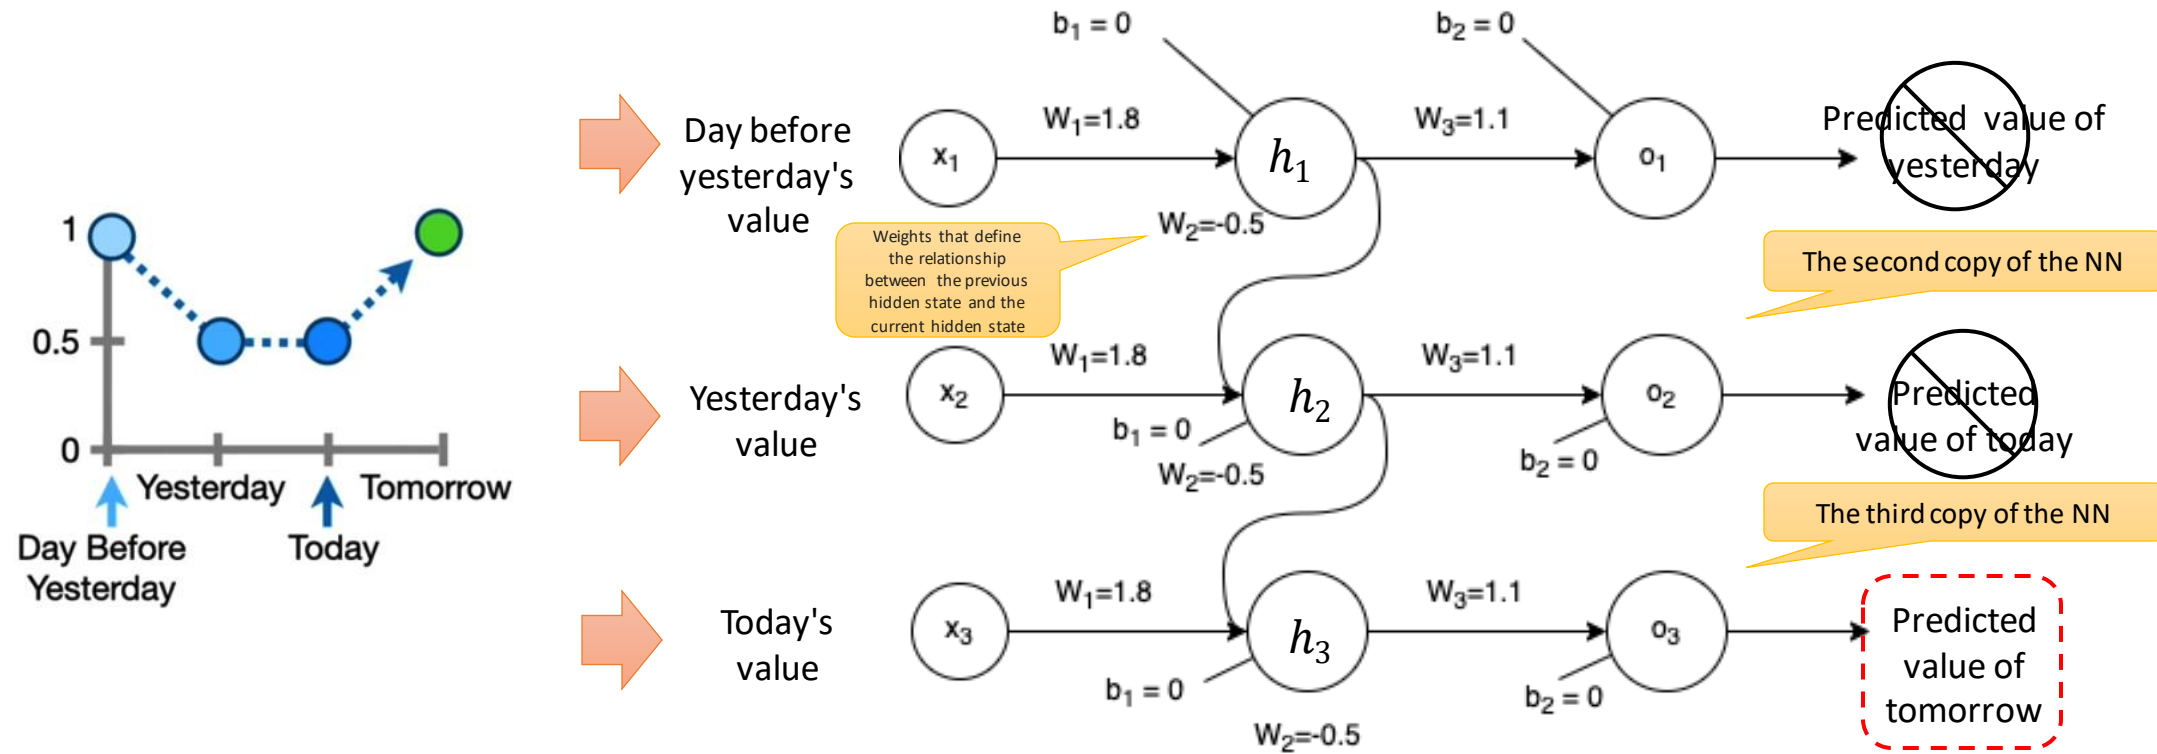 1
0.5
0
Yesterday
Tomorrow
Day Before
Yesterday
Today
Day before
yesterday's
value
x₁
W₁=1.8
b₁ = 0
h₁
W₃=1.1
b₂ = 0
o₁
Predicted value of
yesterday
W₂=-0.5
Weights that define
the relationship
between the previous
hidden state and the
current hidden state
The second copy of the NN
Yesterday's
value
x₂
W₁=1.8
b₁ = 0
h₂
W₃=1.1
b₂ = 0
o₂
Predicted
value of today
W₂=-0.5
The third copy of the NN
Today's
value
x₃
W₁=1.8
b₁ = 0
h₃
W₃=1.1
b₂ = 0
o₃
Predicted
value of
tomorrow
W₂=-0.5